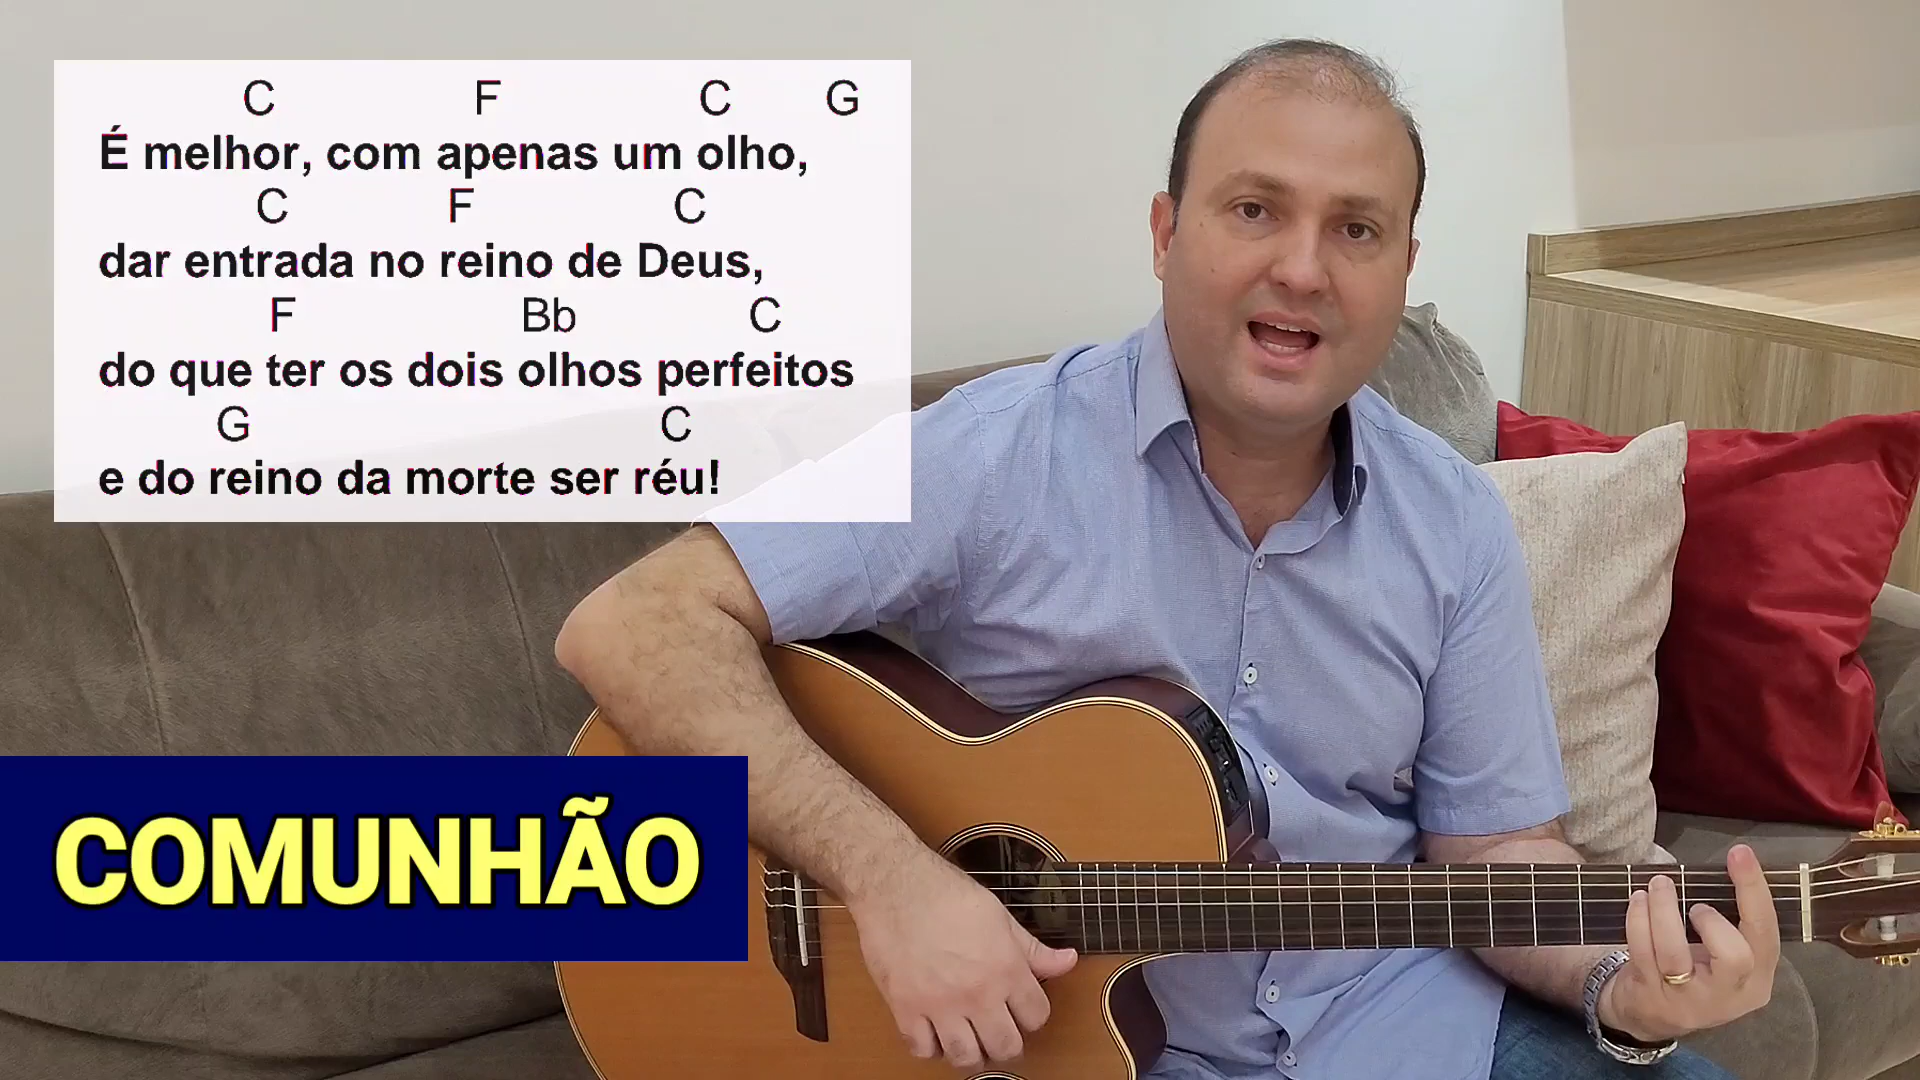 C F C G
É melhor, com apenas um olho,
C F C
dar entrada no reino de Deus,
F Bb C
do que ter os dois olhos perfeitos
G C
e do reino da morte ser réu!
COMUNHÃO